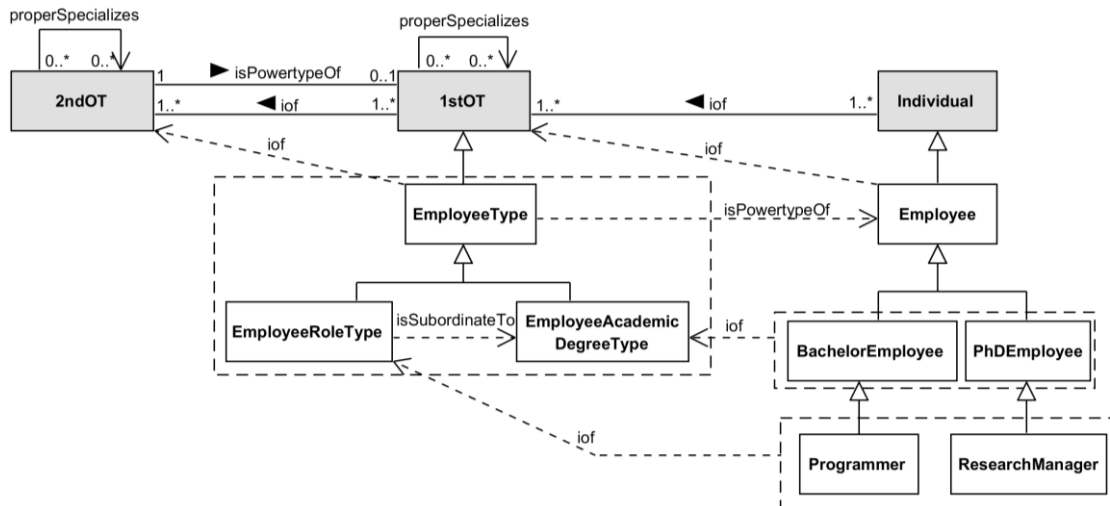 properSpecializes
properSpecializes
0..* 0..*
0..* 0..*
2ndOT
1 isPowertypeOf 0..1
1..* iof 1..*
1stOT
1..* iof 1..*
Individual
iof
iof
EmployeeType
isPowertypeOf
Employee
EmployeeRoleType
isSubordinateTo
EmployeeAcademic
DegreeType
iof
BachelorEmployee
PhDEmployee
iof
Programmer
ResearchManager